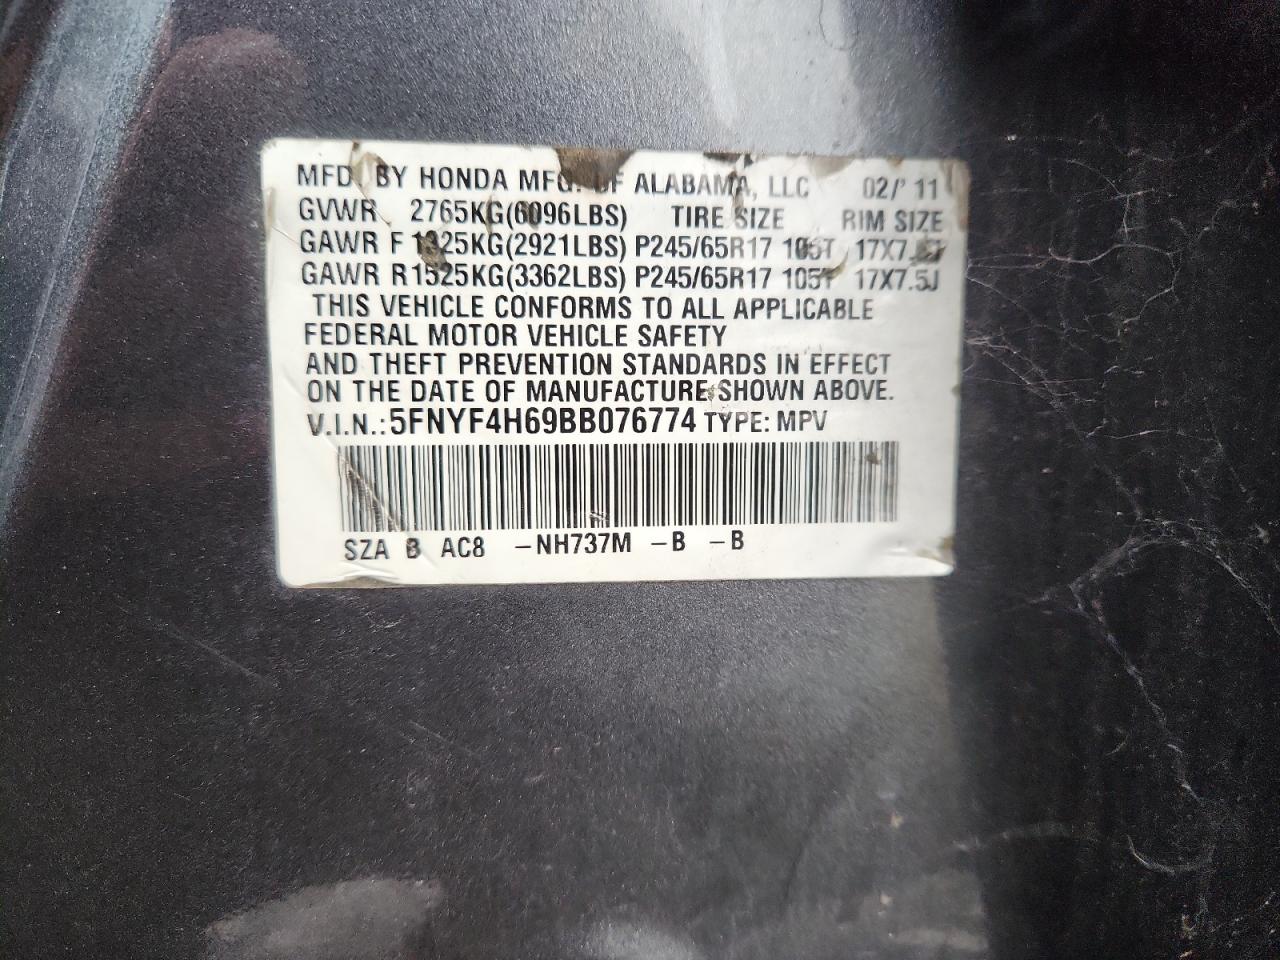 MFD. BY HONDA MFG. OF ALABAMA, LLC 02/'11
GVWR 2765KG(6096LBS) TIRE SIZE RIM SIZE
GAWR F 1325KG(2921LBS) P245/65R17 105T 17X7.5J
GAWR R1525KG(3362LBS) P245/65R17 105T 17X7.5J
THIS VEHICLE CONFORMS TO ALL APPLICABLE
FEDERAL MOTOR VEHICLE SAFETY
AND THEFT PREVENTION STANDARDS IN EFFECT
ON THE DATE OF MANUFACTURE SHOWN ABOVE.
V.I.N.: 5FNYF4H69BB076774 TYPE: MPV
SZA B AC8 –NH737M –B –B